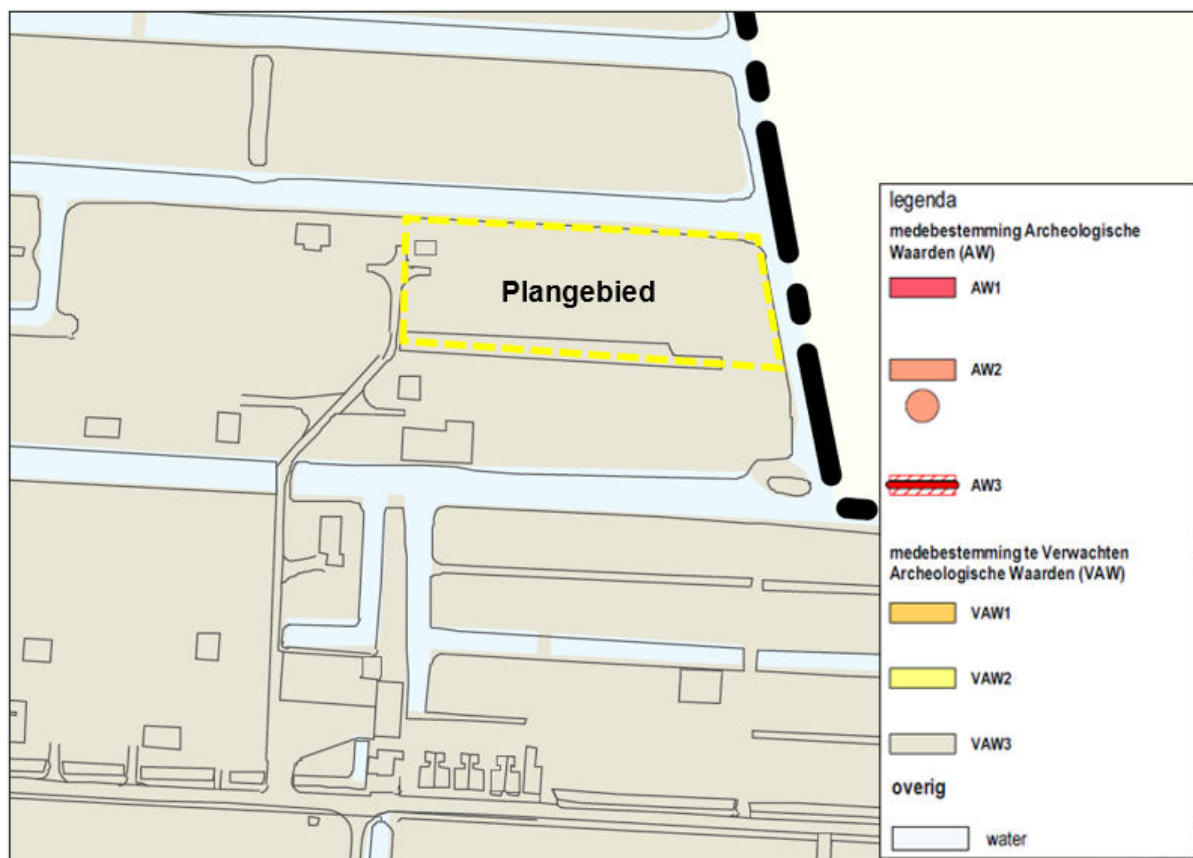 Plangebied
legenda
medebestemming Archeologische
Waarden (AW)
AW1
AW2
AW3
medebestemming te Verwachten
Archeologische Waarden (VAW)
VAW1
VAW2
VAW3
overig
water